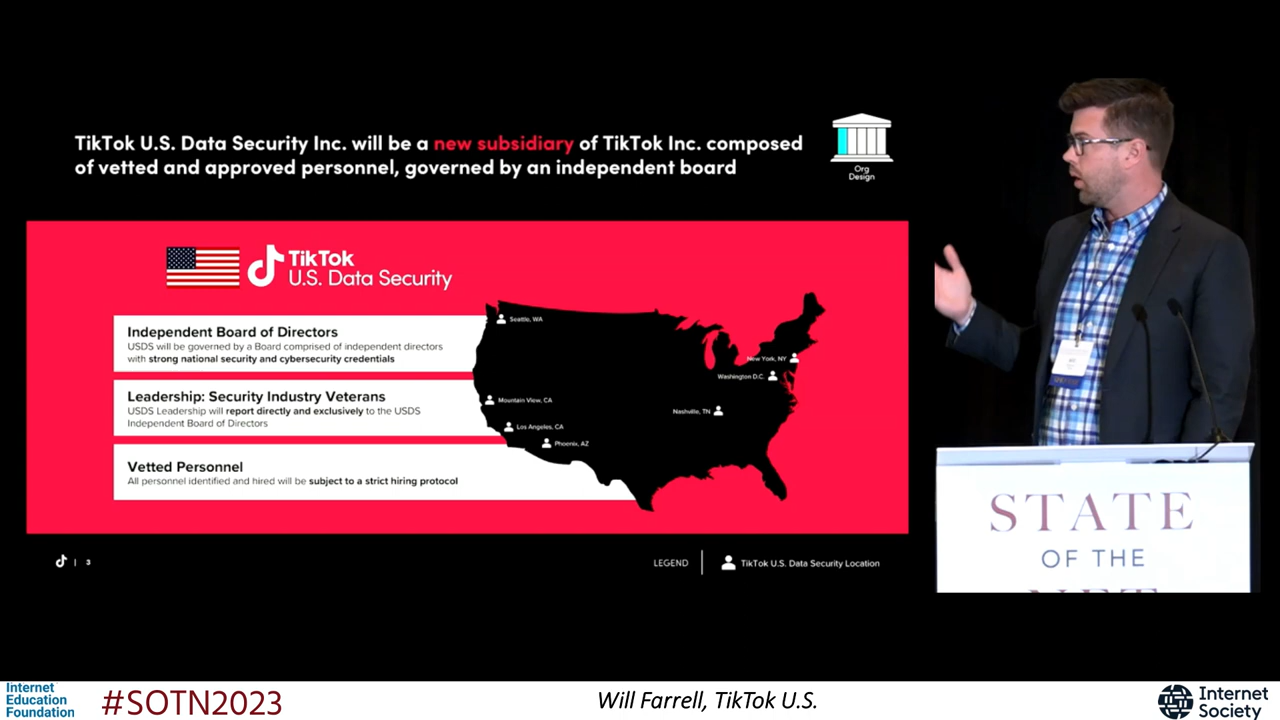 TikTok U.S. Data Security Inc. will be a new subsidiary of TikTok Inc. composed
of vetted and approved personnel, governed by an independent board
Org
Design
TikTok
U.S. Data Security
Independent Board of Directors
USDS will be governed by a Board comprised of independent directors
with strong national security and cybersecurity credentials
Leadership: Security Industry Veterans
USDS Leadership will report directly and exclusively to the USDS
Independent Board of Directors
Vetted Personnel
All personnel identified and hired will be subject to a strict hiring protocol
Seattle, WA
New York, NY
Washington D.C.
Mountain View, CA
Nashville, TN
Los Angeles, CA
Phoenix, AZ
| 3
LEGEND
TikTok U.S. Data Security Location
STATE
OF THE
NET
Internet
Education
Foundation
#SOTN2023
Will Farrell, TikTok U.S.
Internet
Society